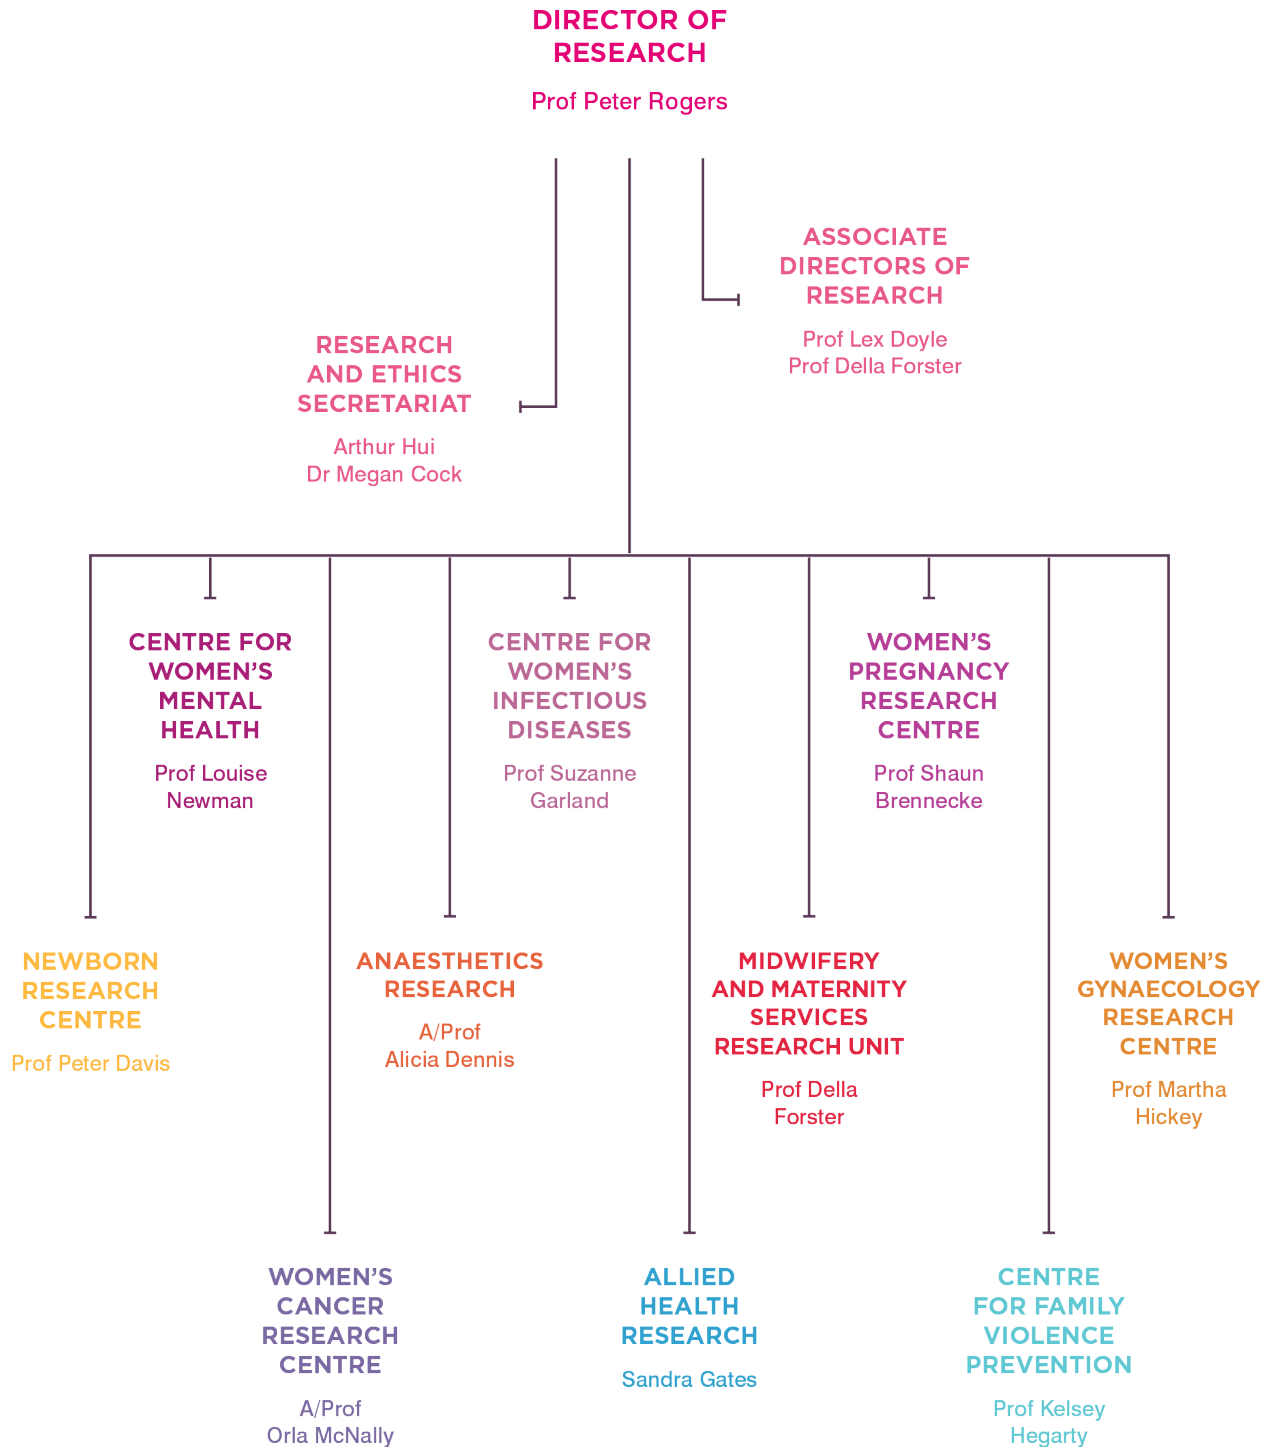 DIRECTOR OF
RESEARCH
Prof Peter Rogers
ASSOCIATE
DIRECTORS OF
RESEARCH
Prof Lex Doyle
Prof Della Forster
RESEARCH
AND ETHICS
SECRETARIAT
Arthur Hui
Dr Megan Cock
CENTRE FOR
WOMEN’S
MENTAL
HEALTH
Prof Louise
Newman
CENTRE FOR
WOMEN’S
INFECTIOUS
DISEASES
Prof Suzanne
Garland
WOMEN’S
PREGNANCY
RESEARCH
CENTRE
Prof Shaun
Brennecke
NEWBORN
RESEARCH
CENTRE
Prof Peter Davis
ANAESTHETICS
RESEARCH
A/Prof
Alicia Dennis
MIDWIFERY
AND MATERNITY
SERVICES
RESEARCH UNIT
Prof Della
Forster
WOMEN’S
GYNAECOLOGY
RESEARCH
CENTRE
Prof Martha
Hickey
WOMEN’S
CANCER
RESEARCH
CENTRE
A/Prof
Orla McNally
ALLIED
HEALTH
RESEARCH
Sandra Gates
CENTRE
FOR FAMILY
VIOLENCE
PREVENTION
Prof Kelsey
Hegarty